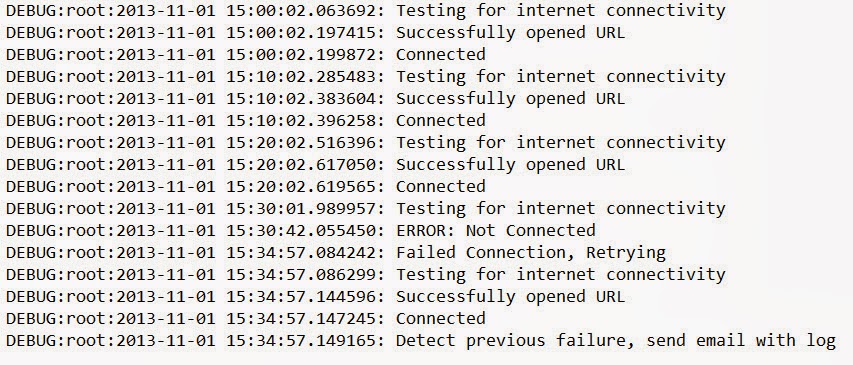 DEBUG:root:2013-11-01 15:00:02.063692: Testing for internet connectivity
DEBUG:root:2013-11-01 15:00:02.197415: Successfully opened URL
DEBUG:root:2013-11-01 15:00:02.199872: Connected
DEBUG:root:2013-11-01 15:10:02.285483: Testing for internet connectivity
DEBUG:root:2013-11-01 15:10:02.383604: Successfully opened URL
DEBUG:root:2013-11-01 15:10:02.396258: Connected
DEBUG:root:2013-11-01 15:20:02.516396: Testing for internet connectivity
DEBUG:root:2013-11-01 15:20:02.617050: Successfully opened URL
DEBUG:root:2013-11-01 15:20:02.619565: Connected
DEBUG:root:2013-11-01 15:30:01.989957: Testing for internet connectivity
DEBUG:root:2013-11-01 15:30:42.055450: ERROR: Not Connected
DEBUG:root:2013-11-01 15:34:57.084242: Failed Connection, Retrying
DEBUG:root:2013-11-01 15:34:57.086299: Testing for internet connectivity
DEBUG:root:2013-11-01 15:34:57.144596: Successfully opened URL
DEBUG:root:2013-11-01 15:34:57.147245: Connected
DEBUG:root:2013-11-01 15:34:57.149165: Detect previous failure, send email with log